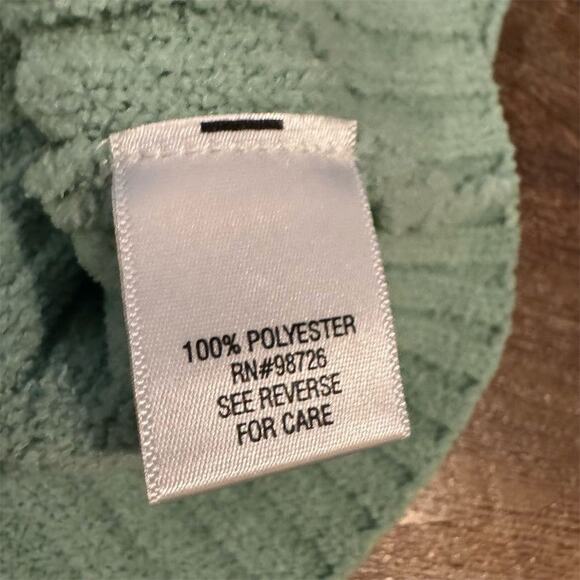 100% POLYESTER
RN#98726
SEE REVERSE
FOR CARE